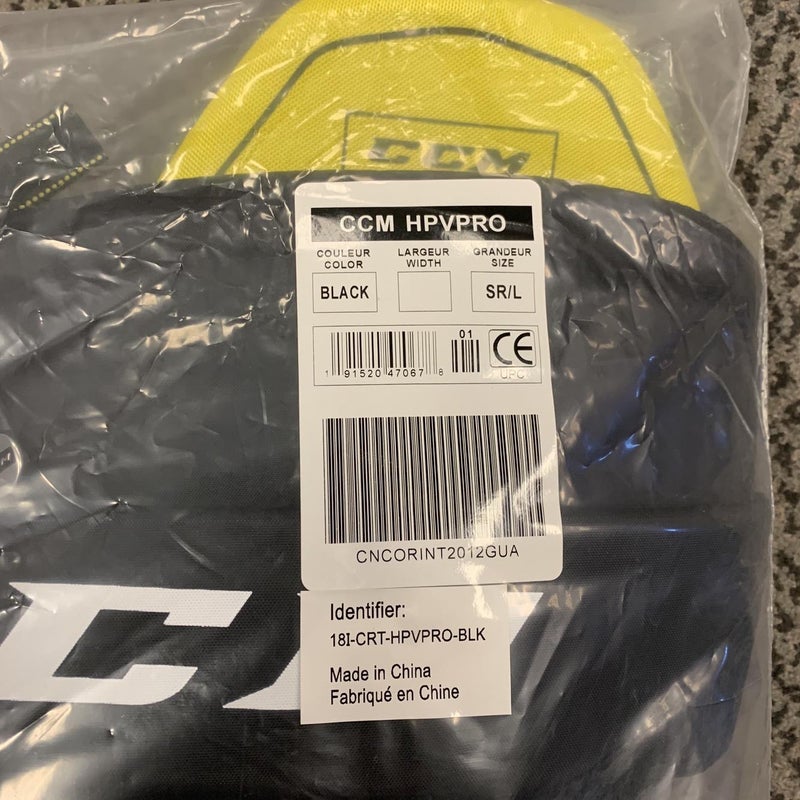 CCM
CCM HPVPRO
COULEUR LARGEUR GRANDEUR
COLOR WIDTH SIZE
BLACK SR/L
01
CE
1 91520 47067 8 UPC
CNCORINT2012GUA
C
Identifier:
18I-CRT-HPVPRO-BLK
Made in China
Fabriqué en Chine